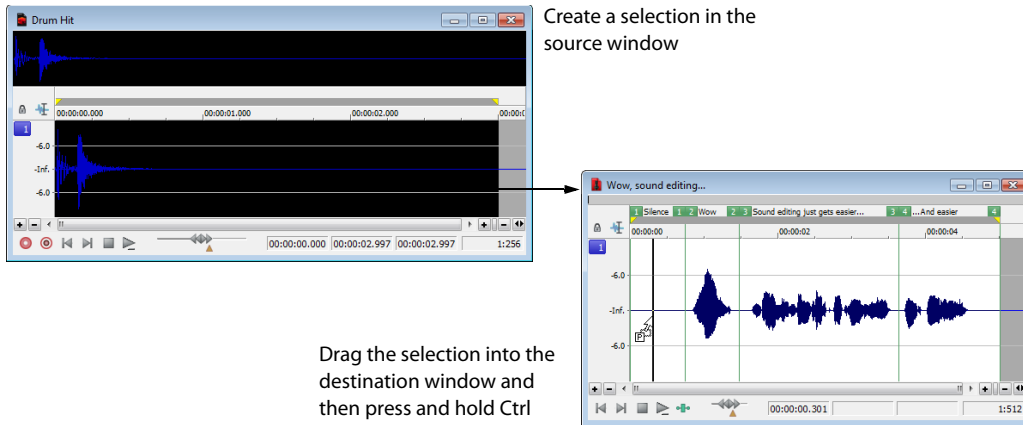 Drum Hit
Create a selection in the
source window
00:00:00.000 00:00:01.000 00:00:02.000
1
-6.0
-Inf.
-6.0
00:00:00.000 00:00:02.997 00:00:02.997 1:256
Wow, sound editing...
1 Silence 1 2 Wow 2 3 Sound editing just gets easier... 3 4 ...And easier 4
00:00:00 00:00:02 00:00:04
1
-6.0
-Inf.
-6.0
P
00:00:00.301 1:512
Drag the selection into the
destination window and
then press and hold Ctrl